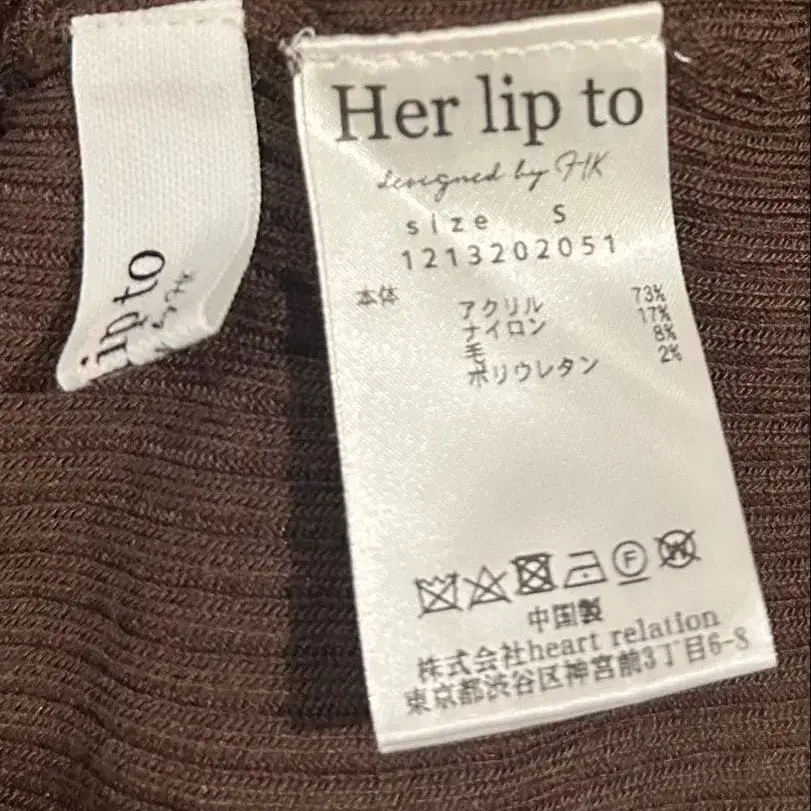 Her lip to
designed by HK
size S
1213202051
本体
アクリル 73%
ナイロン 17%
毛 8%
ポリウレタン 2%
F
W
中国製
株式会社heart relation
東京都渋谷区神宮前3丁目6-8
lip to